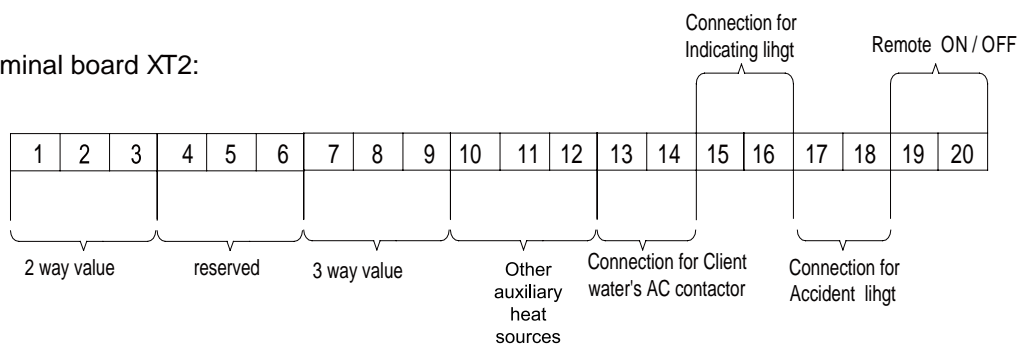 Connection for
Indicating lihgt
Remote ON / OFF
minal board XT2:
1 2 3 4 5 6 7 8 9 10 11 12 13 14 15 16 17 18 19 20
2 way value
reserved
3 way value
Other
auxiliary
heat
sources
Connection for Client
water's AC contactor
Connection for
Accident lihgt